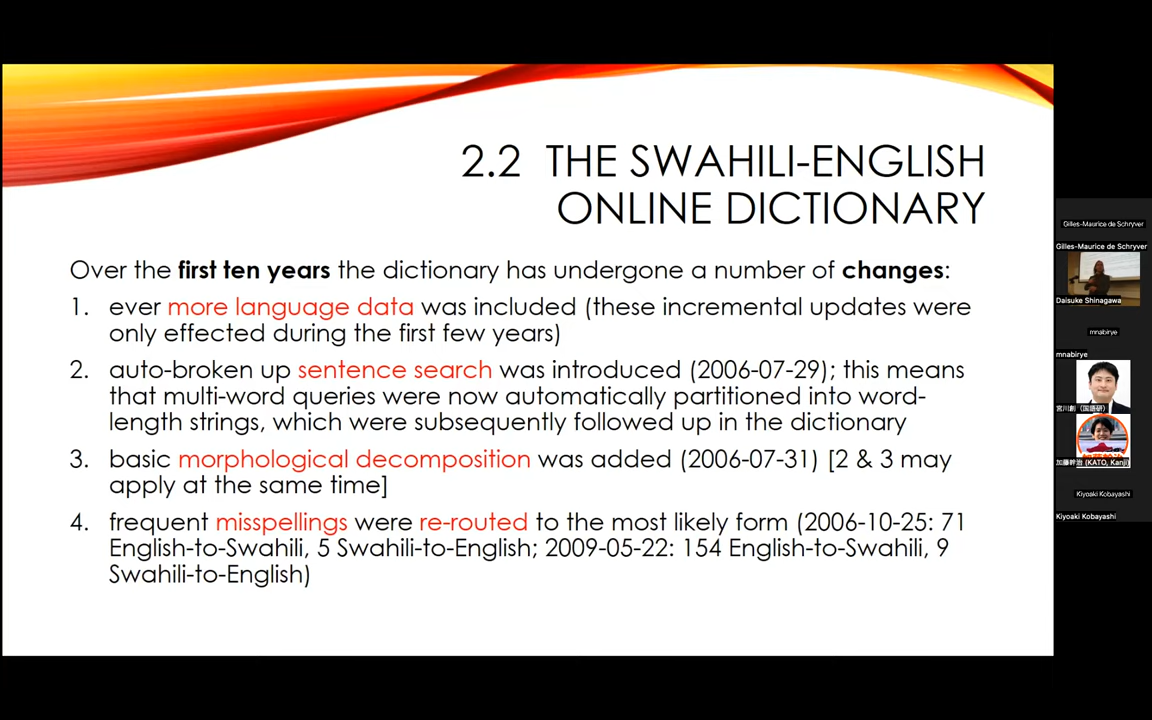 2.2 THE SWAHILI-ENGLISH
ONLINE DICTIONARY
Over the first ten years the dictionary has undergone a number of changes:
1. ever more language data was included (these incremental updates were
only effected during the first few years)
2. auto-broken up sentence search was introduced (2006-07-29); this means
that multi-word queries were now automatically partitioned into word-
length strings, which were subsequently followed up in the dictionary
3. basic morphological decomposition was added (2006-07-31) [2 & 3 may
apply at the same time]
4. frequent misspellings were re-routed to the most likely form (2006-10-25: 71
English-to-Swahili, 5 Swahili-to-English; 2009-05-22: 154 English-to-Swahili, 9
Swahili-to-English)
Gilles-Maurice de Schryver
Gilles-Maurice de Schryver
Daisuke Shinagawa
mnabirye
mnabirye
宮川創（国語研）
加藤幹治 (KATO, Kanji)
Kiyoaki Kobayashi
Kiyoaki Kobayashi